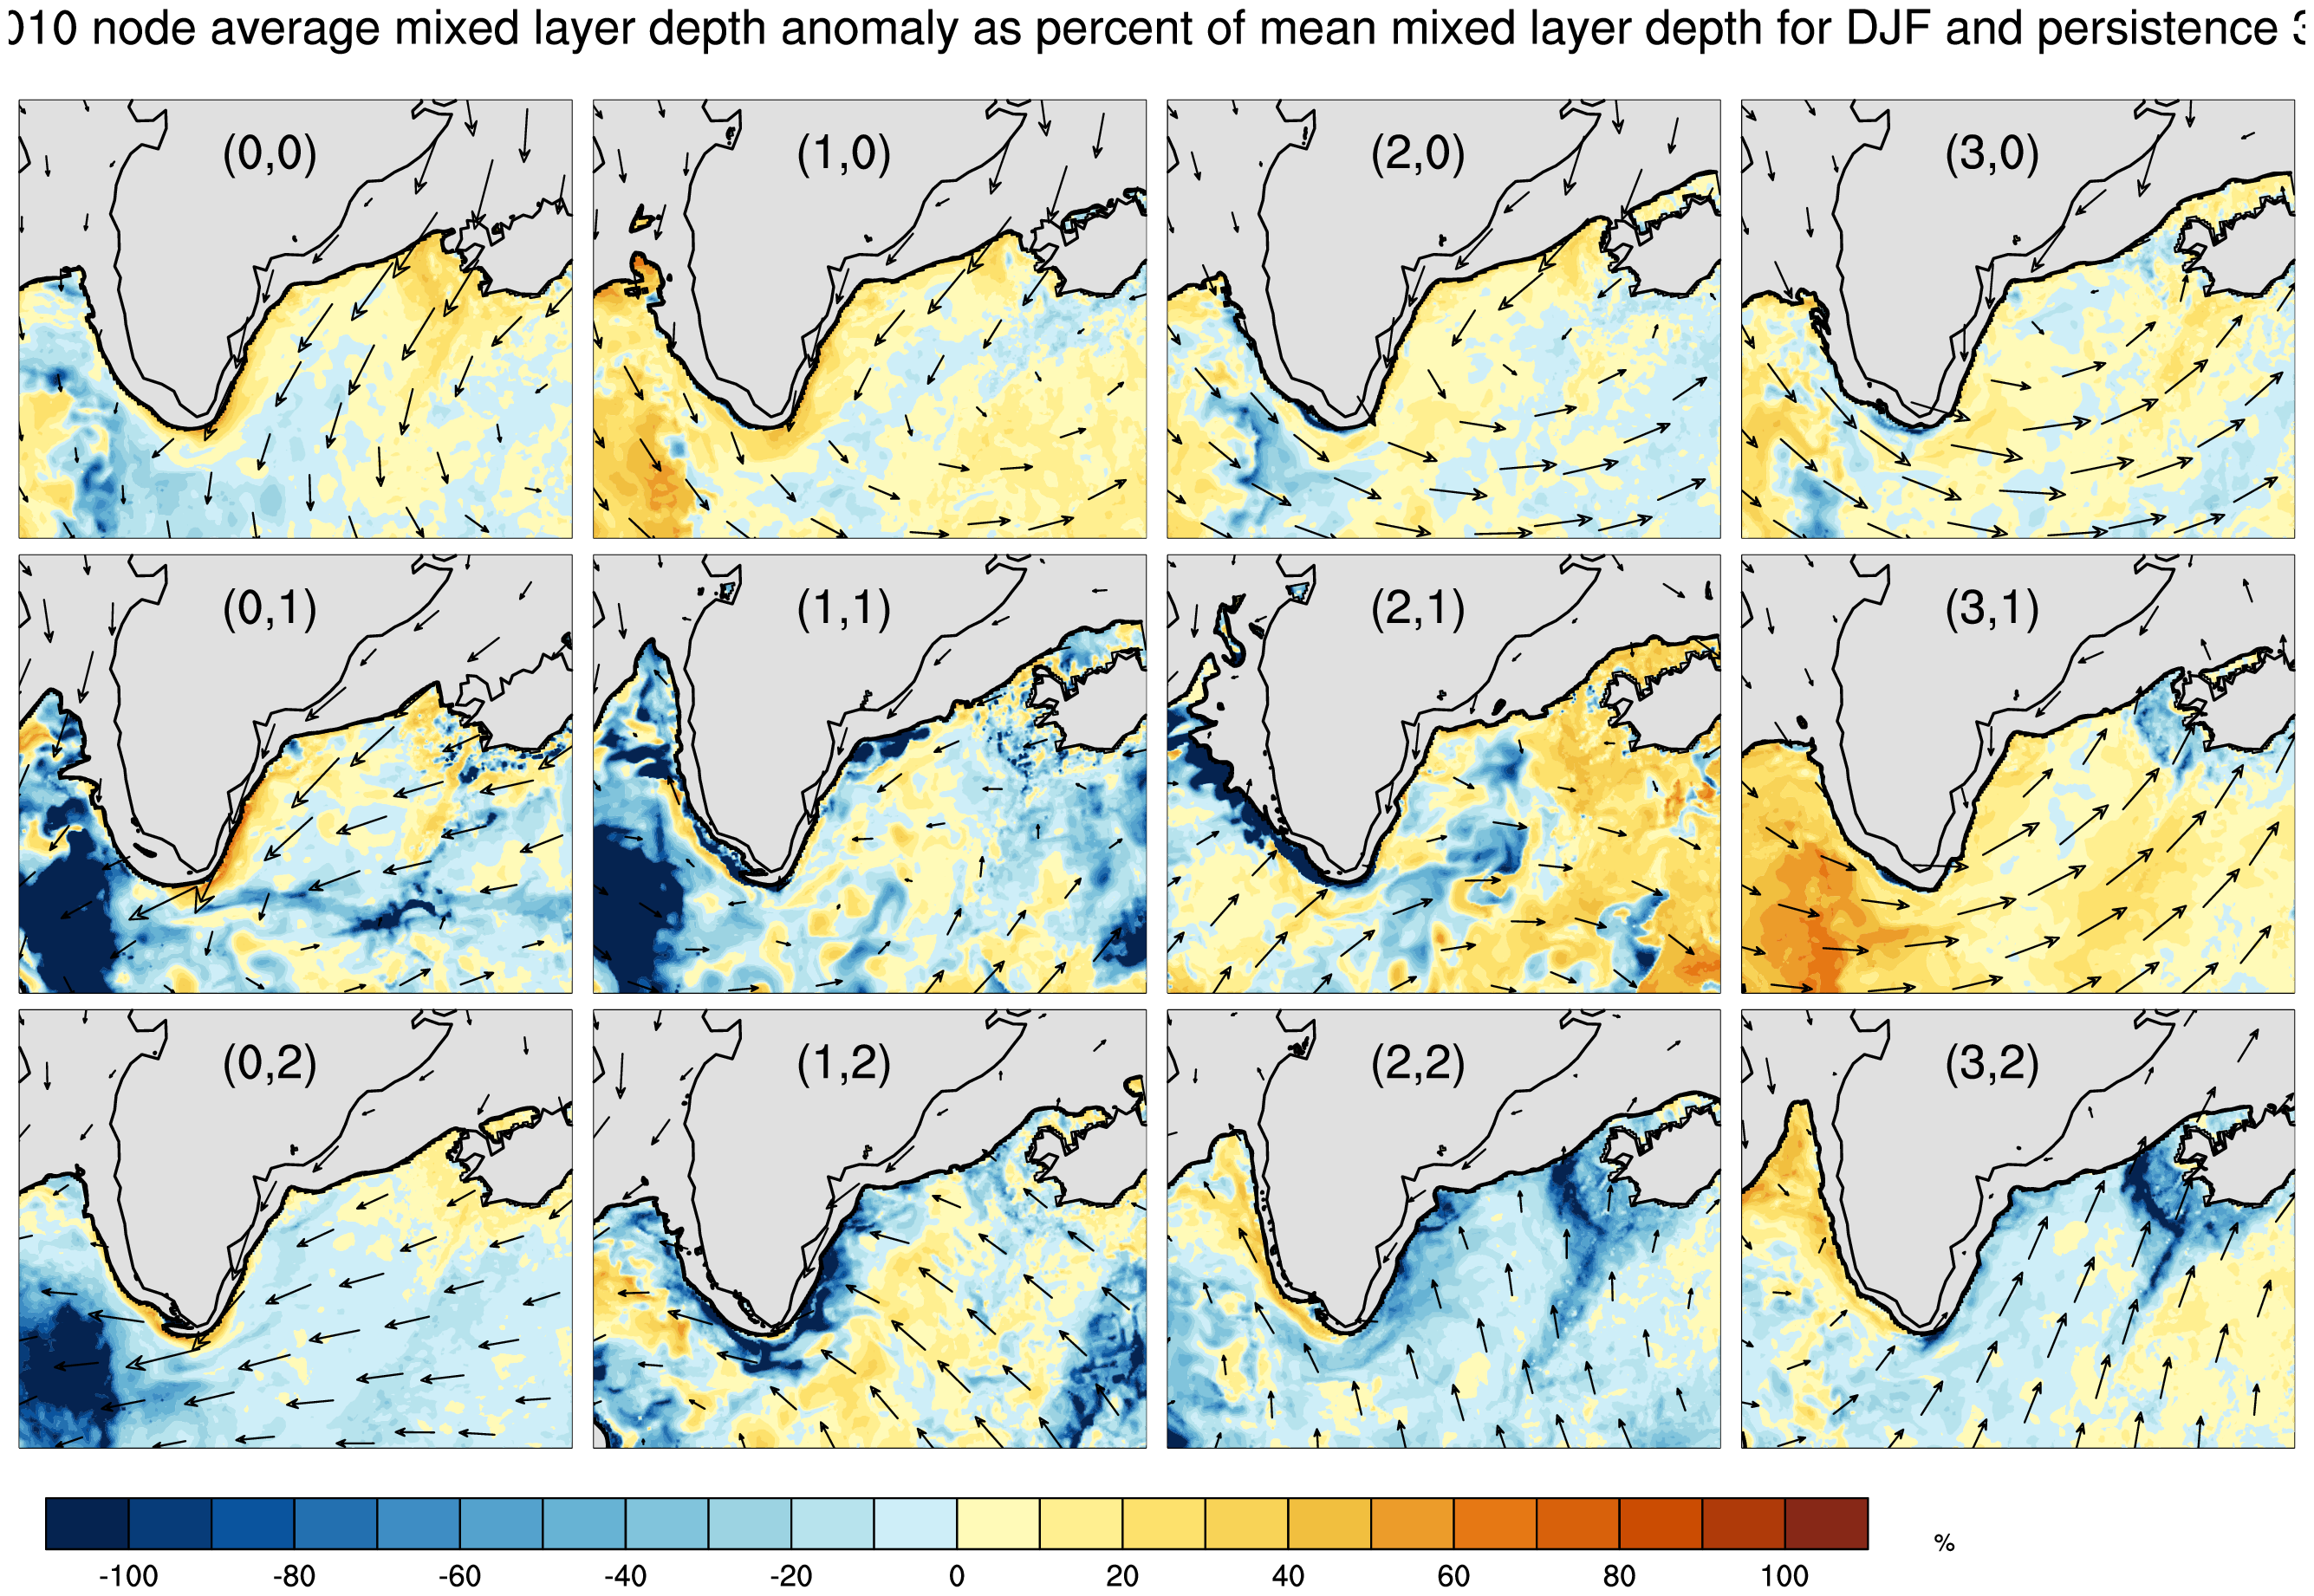 010 node average mixed layer depth anomaly as percent of mean mixed layer depth for DJF and persistence 3
(0,0) (1,0) (2,0) (3,0)
(0,1) (1,1) (2,1) (3,1)
(0,2) (1,2) (2,2) (3,2)
-100 -80 -60 -40 -20 0 20 40 60 80 100 %